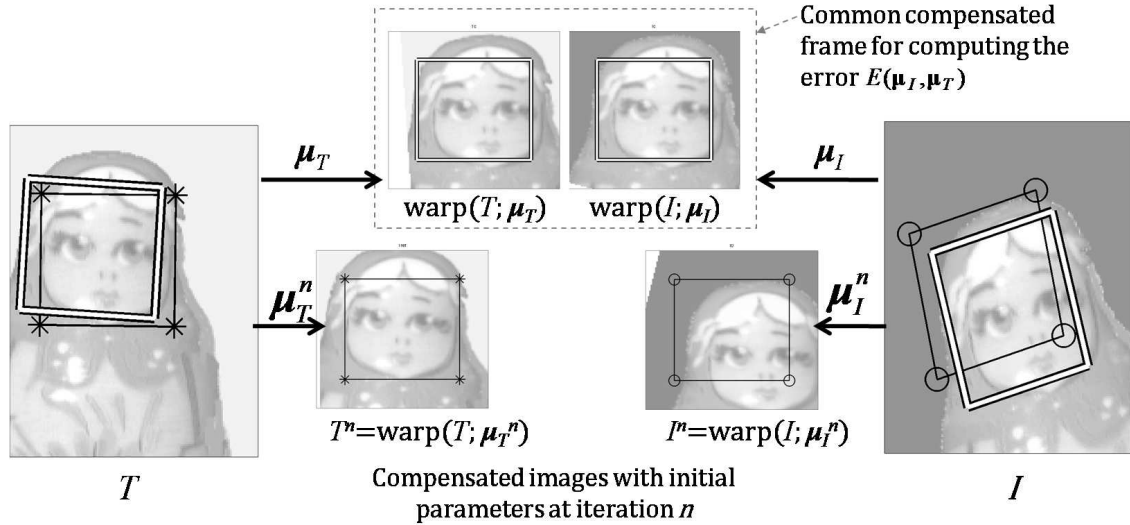 Common compensated
frame for computing the
error E(μ_I,μ_T)
μ_T
μ_I
warp(T; μ_T)
warp(I; μ_I)
μ_T^n
μ_I^n
T^n=warp(T; μ_T^n)
I^n=warp(I; μ_I^n)
T
Compensated images with initial
parameters at iteration n
I